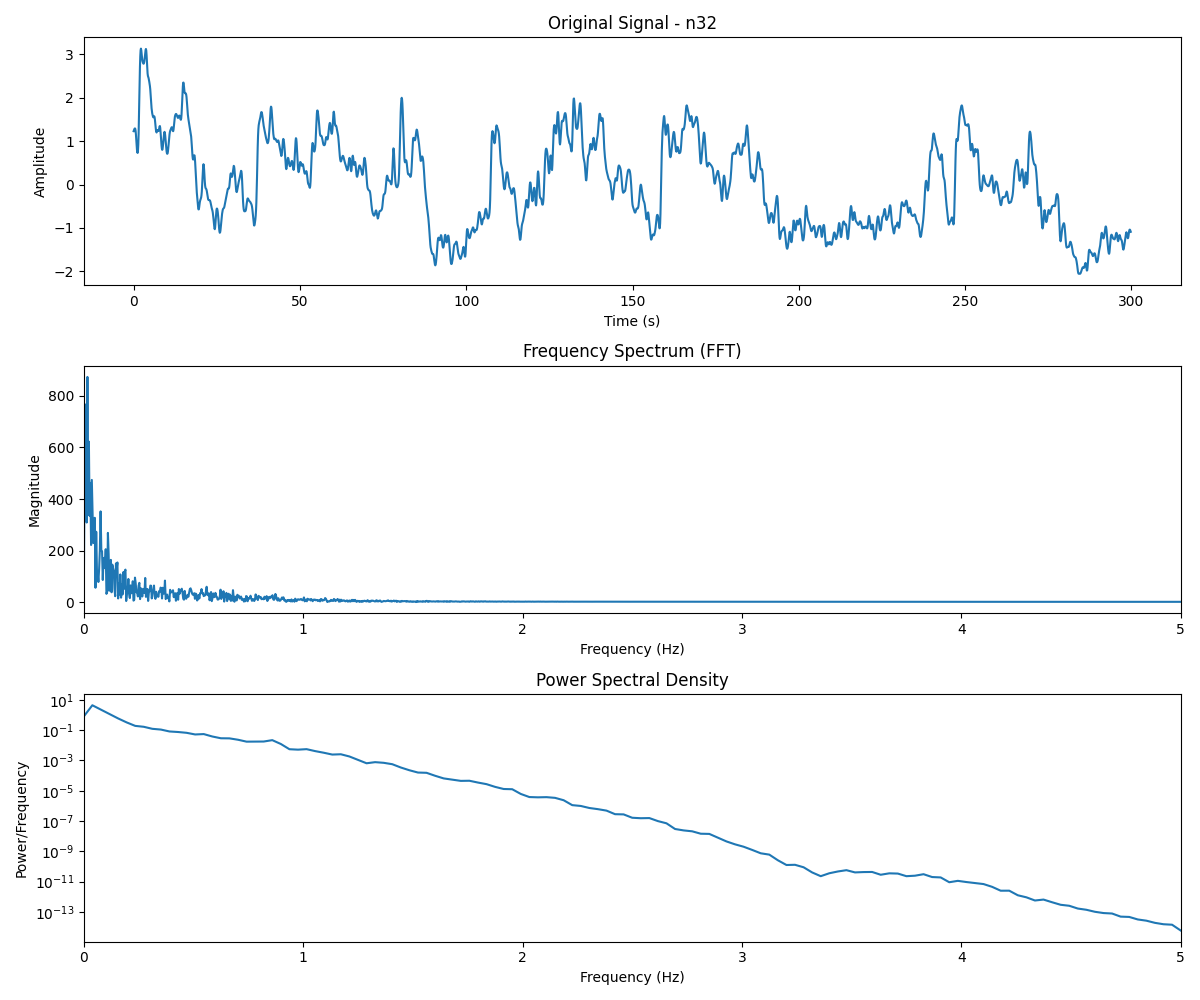 Original Signal - n32
Amplitude
3
2
1
0
−1
−2
0 50 100 150 200 250 300
Time (s)
Frequency Spectrum (FFT)
Magnitude
800
600
400
200
0
0 1 2 3 4 5
Frequency (Hz)
Power Spectral Density
Power/Frequency
10¹
10⁻¹
10⁻³
10⁻⁵
10⁻⁷
10⁻⁹
10⁻¹¹
10⁻¹³
0 1 2 3 4 5
Frequency (Hz)